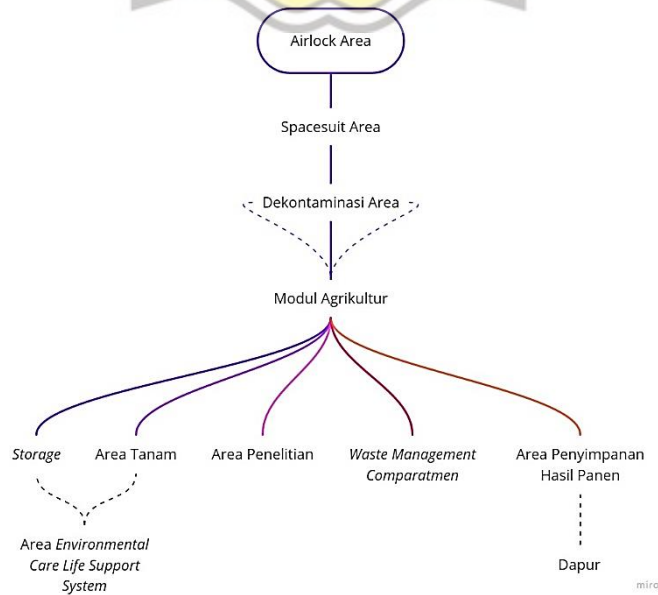 Airlock Area
Spacesuit Area
Dekontaminasi Area
Modul Agrikultur
Storage
Area Tanam
Area Penelitian
Waste Management
Comparatmen
Area Penyimpanan
Hasil Panen
Area Environmental
Care Life Support
System
Dapur
miro